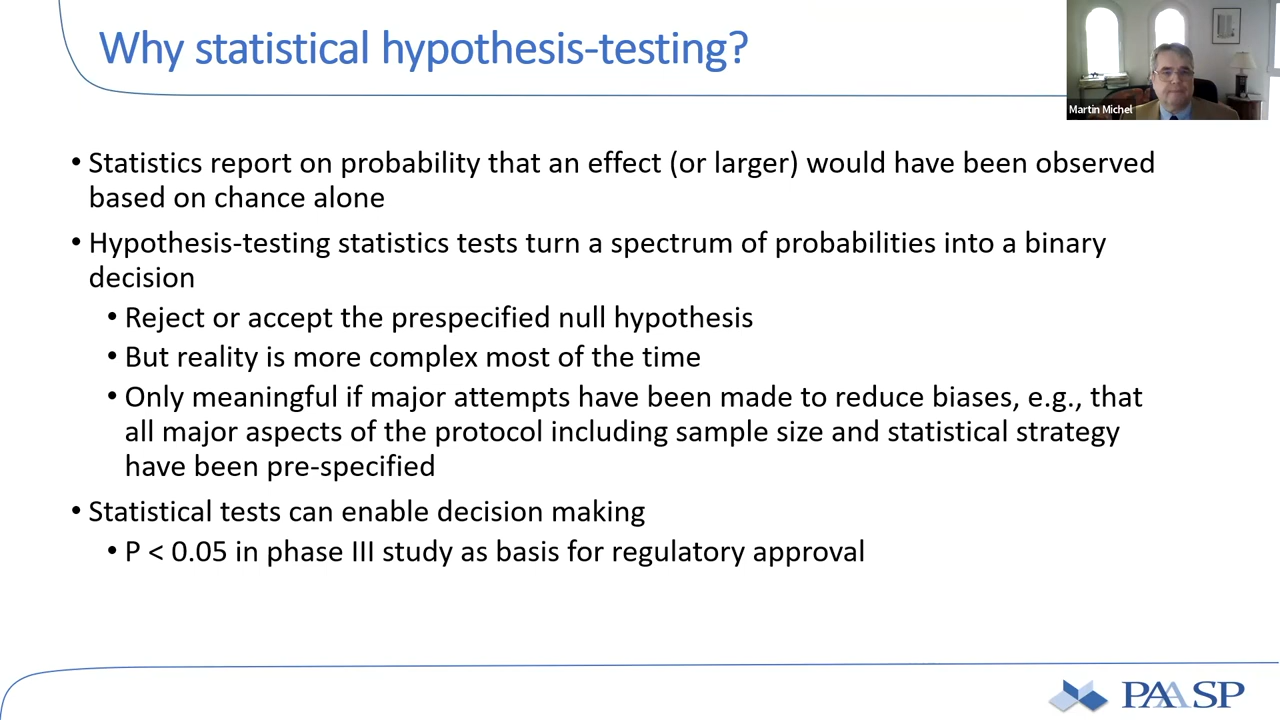 Why statistical hypothesis-testing?
Martin Michel
• Statistics report on probability that an effect (or larger) would have been observed
based on chance alone
• Hypothesis-testing statistics tests turn a spectrum of probabilities into a binary
decision
• Reject or accept the prespecified null hypothesis
• But reality is more complex most of the time
• Only meaningful if major attempts have been made to reduce biases, e.g., that
all major aspects of the protocol including sample size and statistical strategy
have been pre-specified
• Statistical tests can enable decision making
• P < 0.05 in phase III study as basis for regulatory approval
PAASP